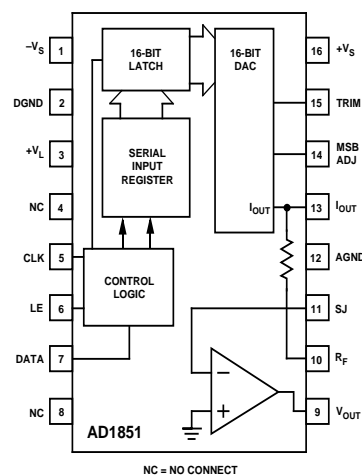 –VS
1
DGND
2
+VL
3
NC
4
CLK
5
LE
6
DATA
7
NC
8
16-BIT
LATCH
16-BIT
DAC
SERIAL
INPUT
REGISTER
CONTROL
LOGIC
IOUT
–
+
AD1851
16
+VS
15
TRIM
14
MSB
ADJ
13
IOUT
12
AGND
11
SJ
10
RF
9
VOUT
NC = NO CONNECT